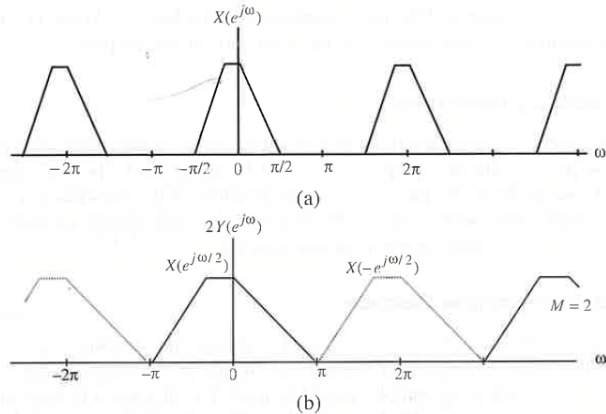 X(e^{jω})
−2π −π −π/2 0 π/2 π 2π ω
(a)
2Y(e^{jω})
X(e^{jω/2}) X(−e^{jω/2})
M = 2
−2π −π 0 π 2π ω
(b)